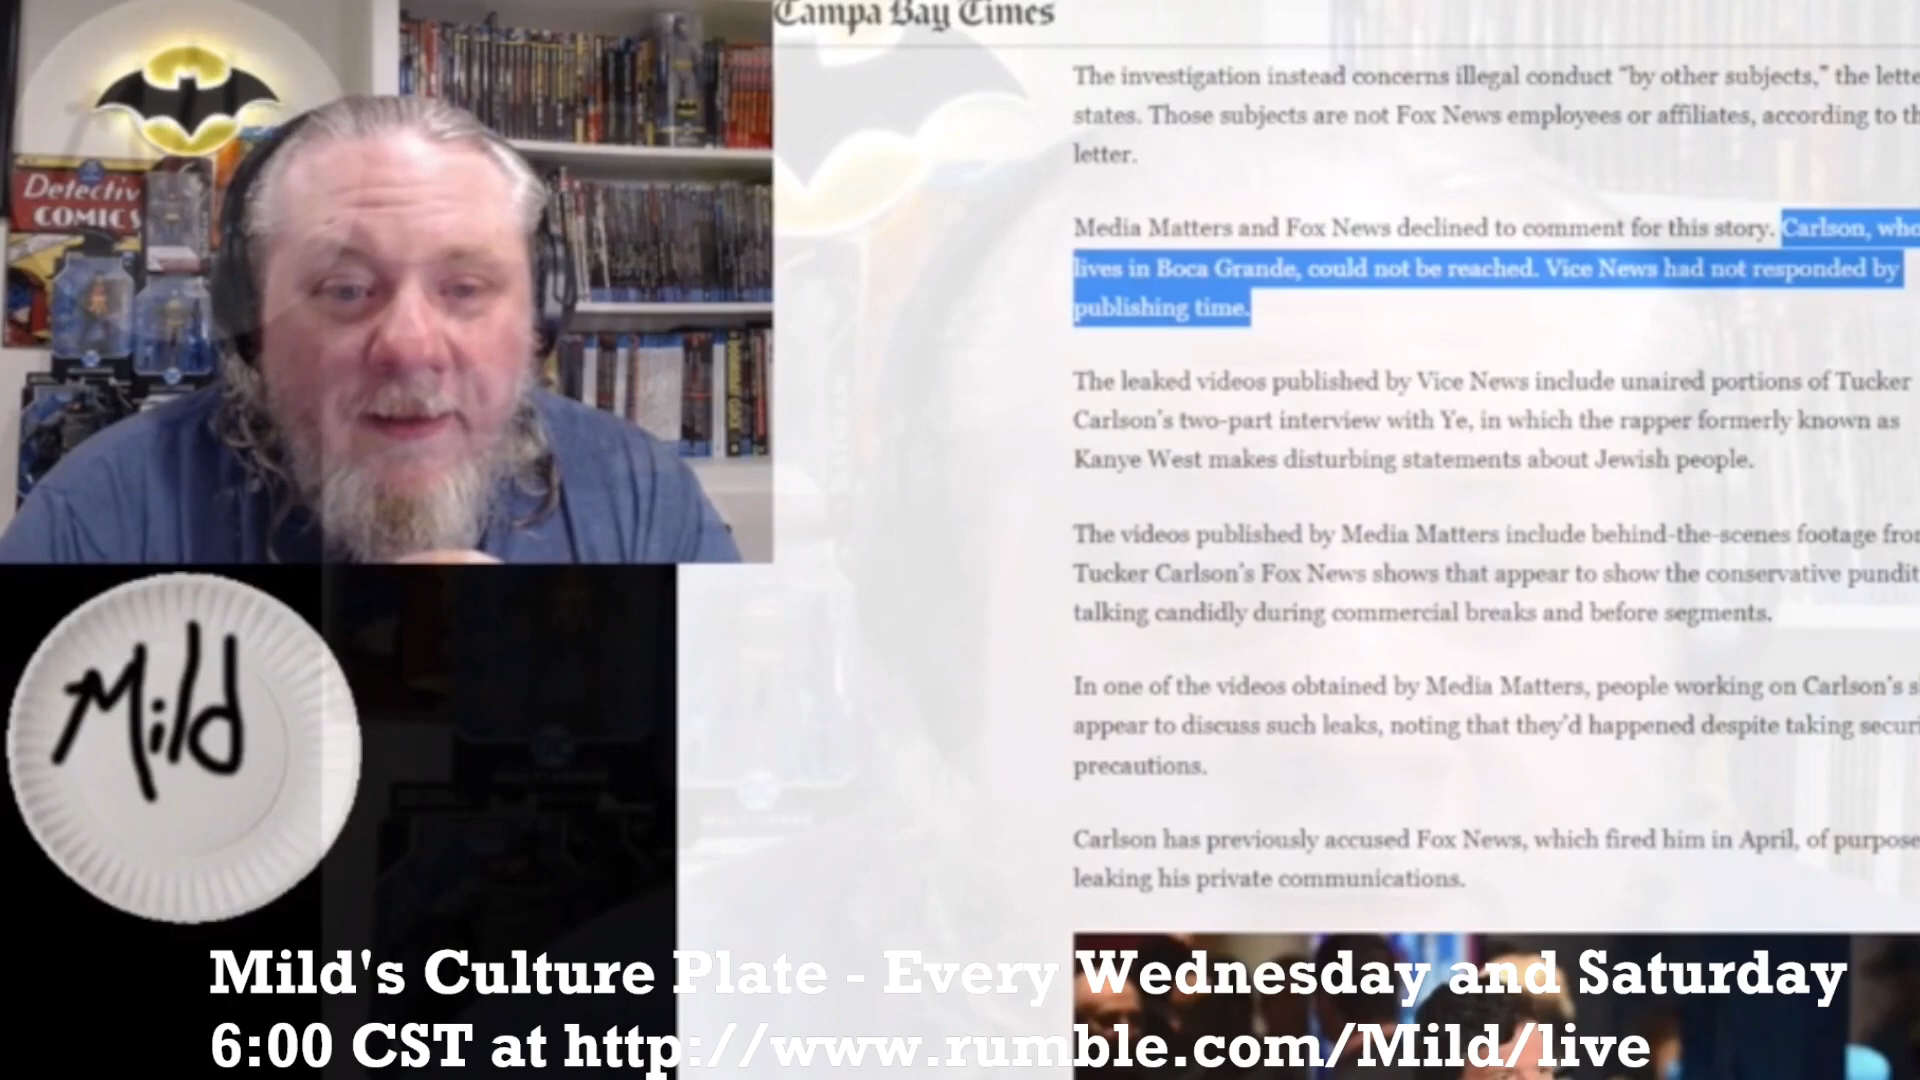 Tampa Bay Times
The investigation instead concerns illegal conduct “by other subjects,” the lette
states. Those subjects are not Fox News employees or affiliates, according to th
letter.
Media Matters and Fox News declined to comment for this story. Carlson, who
lives in Boca Grande, could not be reached. Vice News had not responded by
publishing time.
The leaked videos published by Vice News include unaired portions of Tucker
Carlson’s two-part interview with Ye, in which the rapper formerly known as
Kanye West makes disturbing statements about Jewish people.
The videos published by Media Matters include behind-the-scenes footage from
Tucker Carlson’s Fox News shows that appear to show the conservative pundit
talking candidly during commercial breaks and before segments.
In one of the videos obtained by Media Matters, people working on Carlson’s s
appear to discuss such leaks, noting that they’d happened despite taking securi
precautions.
Carlson has previously accused Fox News, which fired him in April, of purpose
leaking his private communications.
Detectiv
COMICS
Mild
Mild's Culture Plate - Every Wednesday and Saturday
6:00 CST at http://www.rumble.com/Mild/live